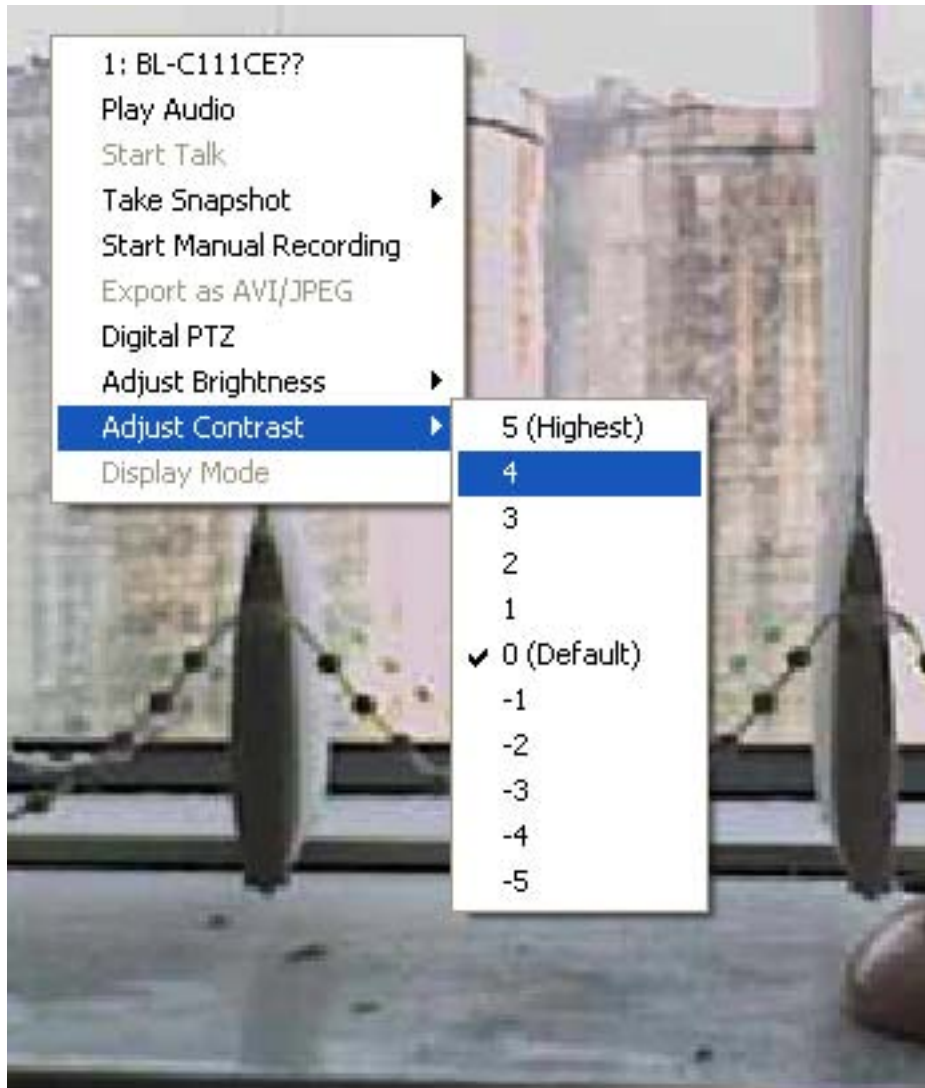 1: BL-C111CE??
Play Audio
Start Talk
Take Snapshot
Start Manual Recording
Export as AVI/JPEG
Digital PTZ
Adjust Brightness
Adjust Contrast
Display Mode
5 (Highest)
4
3
2
1
0 (Default)
-1
-2
-3
-4
-5